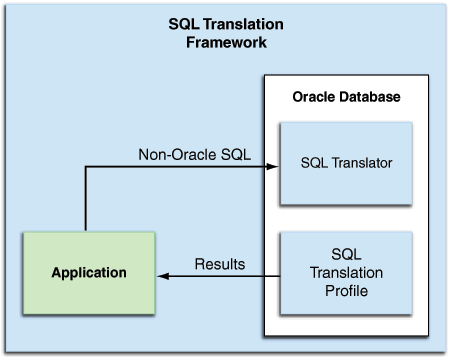 SQL Translation
Framework
Oracle Database
Non-Oracle SQL
SQL Translator
Application
Results
SQL
Translation
Profile